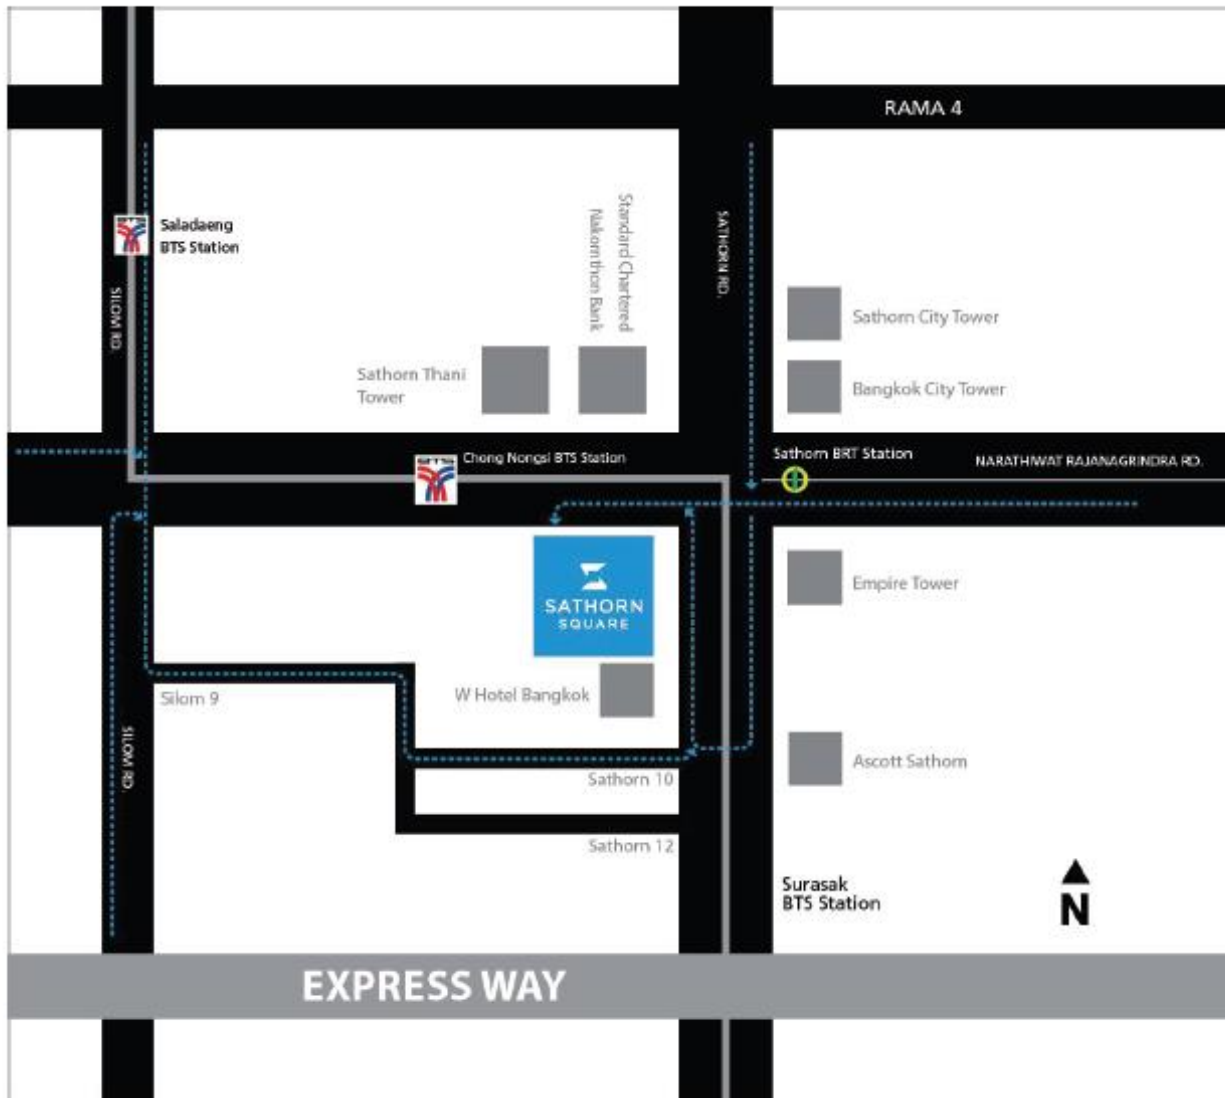 RAMA 4
Saladaeng
BTS Station
Standard Chartered
Nakornthon Bank
SATHORN RD.
SILOM RD.
Sathorn City Tower
Sathorn Thani
Tower
Bangkok City Tower
BTS
Chong Nongsi BTS Station
Sathorn BRT Station
NARATHIWAT RAJANAGRINDRA RD.
SATHORN
SQUARE
Empire Tower
Silom 9
W Hotel Bangkok
SILOM RD.
Sathorn 10
Ascott Sathorn
Sathorn 12
Surasak
BTS Station
N
EXPRESS WAY